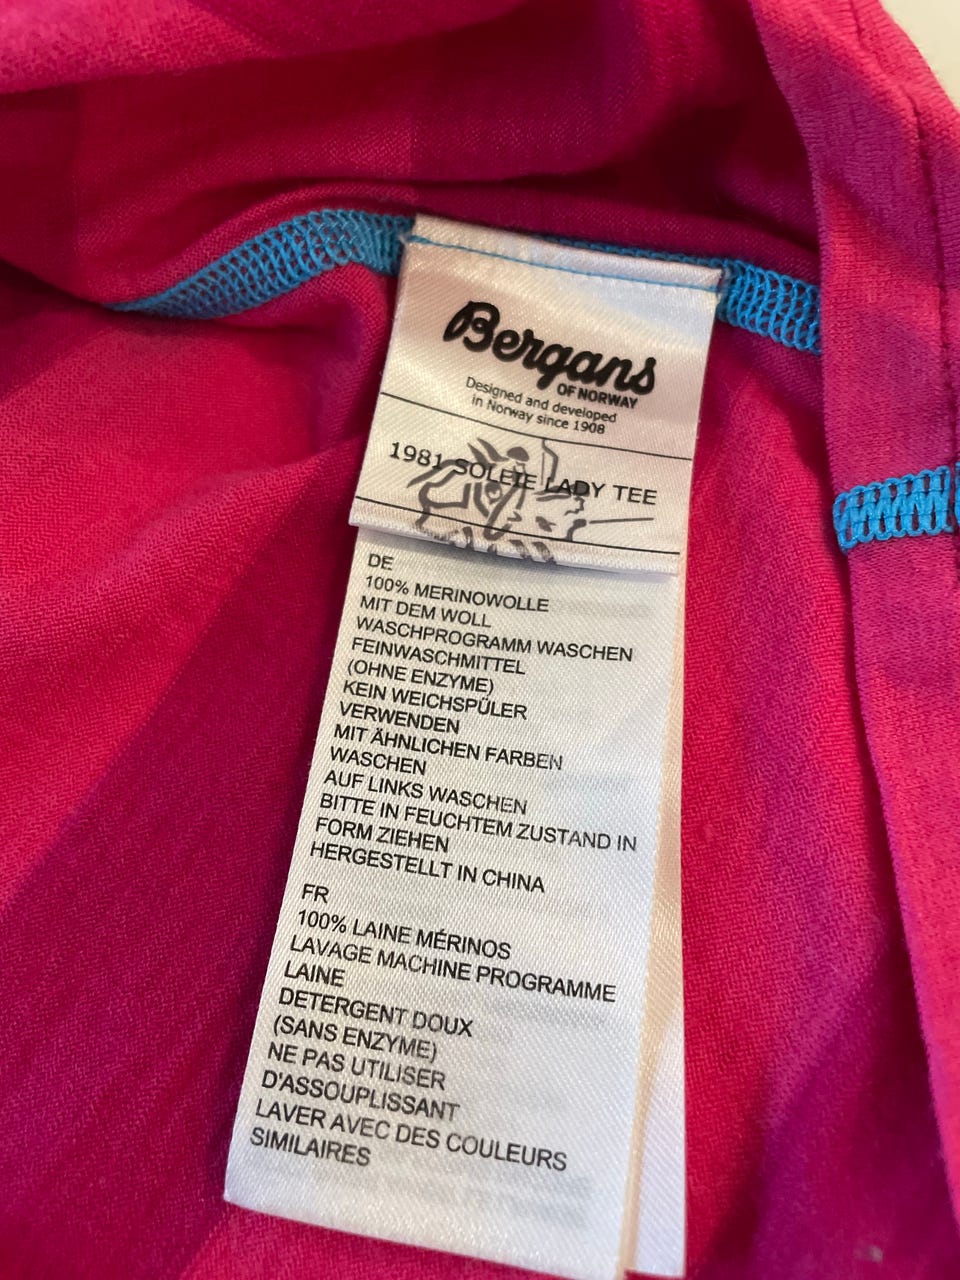 Bergans
OF NORWAY
Designed and developed
in Norway since 1908
1981 SOLEIE LADY TEE
DE
100% MERINOWOLLE
MIT DEM WOLL
WASCHPROGRAMM WASCHEN
FEINWASCHMITTEL
(OHNE ENZYME)
KEIN WEICHSPÜLER
VERWENDEN
MIT ÄHNLICHEN FARBEN
WASCHEN
AUF LINKS WASCHEN
BITTE IN FEUCHTEM ZUSTAND IN
FORM ZIEHEN
HERGESTELLT IN CHINA
FR
100% LAINE MÉRINOS
LAVAGE MACHINE PROGRAMME
LAINE
DETERGENT DOUX
(SANS ENZYME)
NE PAS UTILISER
D'ASSOUPLISSANT
LAVER AVEC DES COULEURS
SIMILAIRES